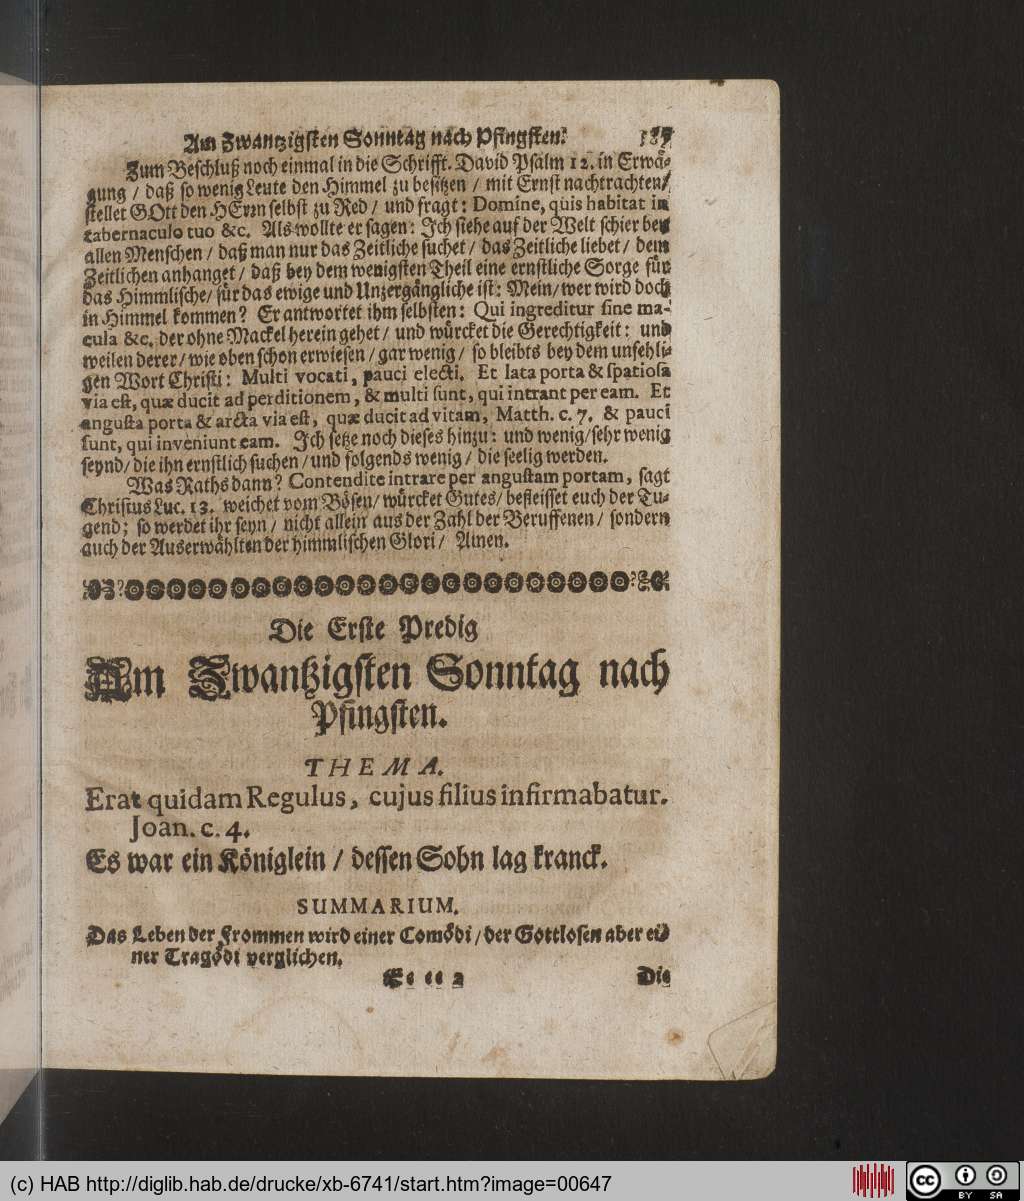 Am Zwantzigsten Sonntag nach Pfingsten.
Zum Beschluß noch einmal in die Schrifft. David Psalm 12. in Erwä-
gung / daß so wenig Leute den Himmel zu besitzen / mit Ernst nachtrachten /
stellet GOtt den HErrn selbst zu Red / und fragt: Domine, quis habitat in
tabernaculo tuo &c. Als wollte er sagen: Ich siehe auf der Welt schier bey
allen Menschen / daß man nur das Zeitliche suchet / das Zeitliche liebet / dem
Zeitlichen anhanget / daß bey dem wenigsten Theil eine ernstliche Sorge für
das Himmlische / für das ewige und Unzergängliche ist: Mein / wer wird doch
in Himmel kommen? Er antwortet ihm selbsten: Qui ingreditur sine ma-
cula &c. der ohne Mackel herein gehet / und würcket die Gerechtigkeit: und
weilen derer / wie oben schon erwiesen / gar wenig / so bleibts bey dem unfehli-
gen Wort Christi: Multi vocati, pauci electi. Et lata porta & spatiosa
via est, quæ ducit ad perditionem, & multi sunt, qui intrant per eam. Et
angusta porta & arcta via est, quæ ducit ad vitam, Matth. c. 7. & pauci
sunt, qui inveniunt eam. Ich setze noch dieses hinzu: und wenig / sehr wenig
seynd / die ihn ernstlich suchen / und folgends wenig / die seelig werden.
Was Raths dann? Contendite intrare per angustam portam, sagt
Christus Luc. 13. weichet vom Bösen / würcket Gutes / befleisset euch der Tu-
gend; so werdet ihr seyn / nicht allein aus der Zahl der Beruffenen / sondern
auch der Auserwählten der himmlischen Glori / Amen.
Die Erste Predig
Am Zwantzigsten Sonntag nach
Pfingsten.
THEMA.
Erat quidam Regulus, cujus filius infirmabatur.
Joan. c. 4.
Es war ein Königlein / dessen Sohn lag kranck.
SUMMARIUM.
Das Leben der Frommen wird einer Comödi / der Gottlosen aber ei-
ner Tragödi verglichen.
Die
(c) HAB http://diglib.hab.de/drucke/xb-6741/start.htm?image=00647
cc BY SA